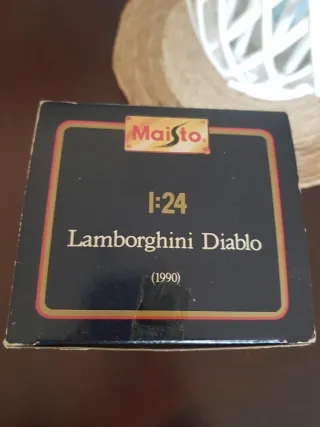 Maisto
1:24
Lamborghini Diablo
(1990)